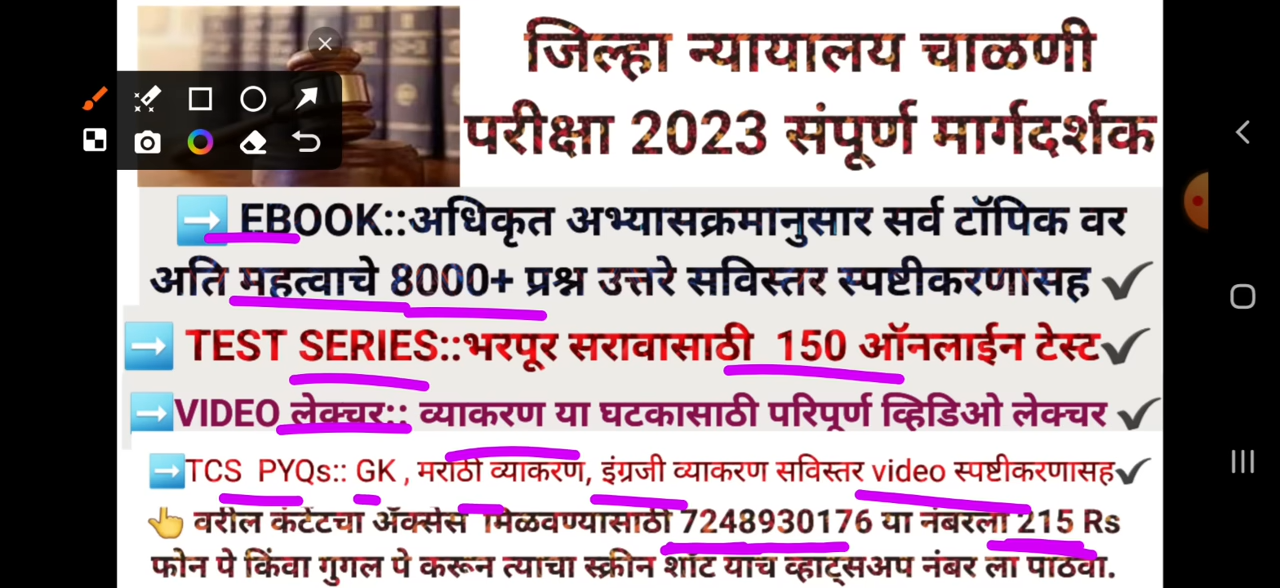 जिल्हा न्यायालय चाळणी
परीक्षा 2023 संपूर्ण मार्गदर्शक
➡️ EBOOK::अधिकृत अभ्यासक्रमानुसार सर्व टॉपिक वर
अति महत्वाचे 8000+ प्रश्न उत्तरे सविस्तर स्पष्टीकरणासह ✔️
➡️ TEST SERIES::भरपूर सरावासाठी 150 ऑनलाईन टेस्ट✔️
➡️VIDEO लेक्चर:: व्याकरण या घटकासाठी परिपूर्ण व्हिडिओ लेक्चर ✔️
➡️TCS PYQs:: GK , मराठी व्याकरण, इंग्रजी व्याकरण सविस्तर video स्पष्टीकरणासह✔️
👆 वरील कंटेंटचा ॲक्सेस मिळवण्यासाठी 7248930176 या नंबरला 215 Rs
फोन पे किंवा गुगल पे करून त्याचा स्क्रीन शॉट याच व्हाट्सअप नंबर ला पाठवा.